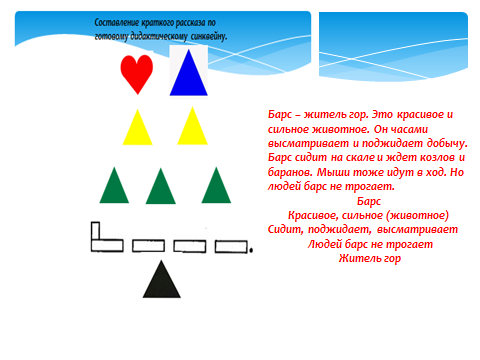 Составление краткого рассказа по
готовому дидактическому синквейну.
Барс – житель гор. Это красивое и
сильное животное. Он часами
высматривает и поджидает добычу.
Барс сидит на скале и ждет козлов и
баранов. Мыши тоже идут в ход. Но
людей барс не трогает.
Барс
Красивое, сильное (животное)
Сидит, поджидает, высматривает
Людей барс не трогает
Житель гор